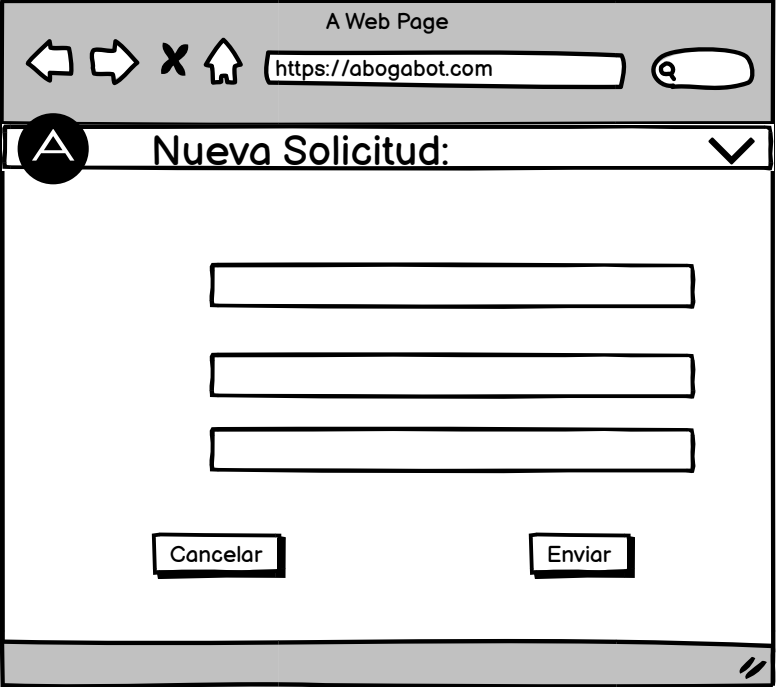 A Web Page
https://abogabot.com
A
Nueva Solicitud:
Cancelar
Enviar